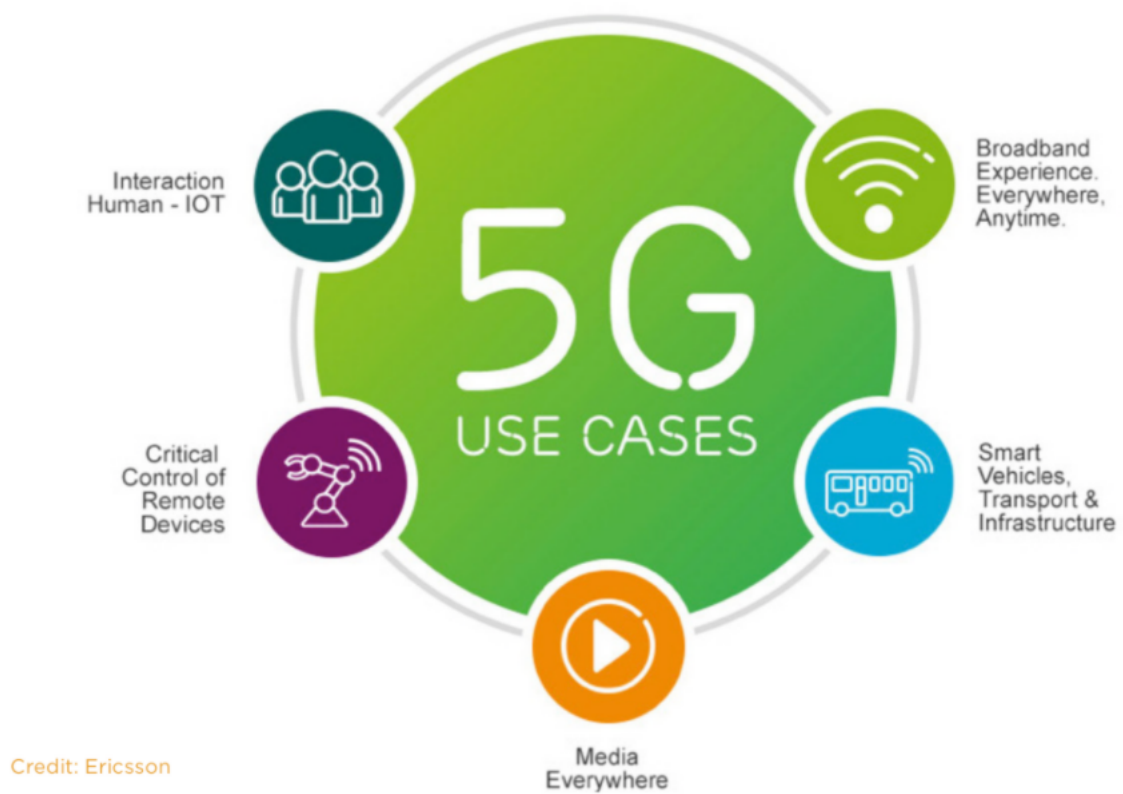 Interaction
Human - IOT
Broadband
Experience.
Everywhere,
Anytime.
5G
USE CASES
Critical
Control of
Remote
Devices
Smart
Vehicles,
Transport &
Infrastructure
Media
Everywhere
Credit: Ericsson